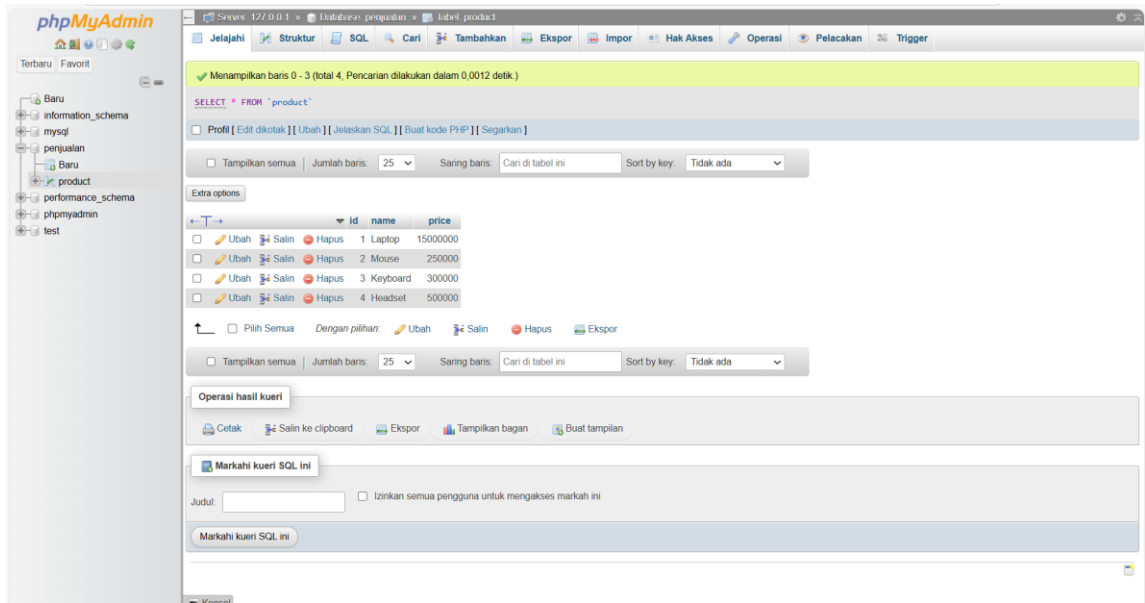 phpMyAdmin
Terbaru Favorit
Baru
information_schema
mysql
penjualan
Baru
product
performance_schema
phpmyadmin
test
Server: 127.0.0.1 » Database: penjualan » Tabel: product
Jelajahi Struktur SQL Cari Tambahkan Ekspor Impor Hak Akses Operasi Pelacakan Trigger
Menampilkan baris 0 - 3 (total 4, Pencarian dilakukan dalam 0,0012 detik.)
SELECT * FROM `product`
Profil [ Edit dikotak ] [ Ubah ] [ Jelaskan SQL ] [ Buat kode PHP ] [ Segarkan ]
Tampilkan semua | Jumlah baris: 25 Saring baris: Cari di tabel ini Sort by key: Tidak ada
Extra options
←T→ id name price
Ubah Salin Hapus 1 Laptop 15000000
Ubah Salin Hapus 2 Mouse 250000
Ubah Salin Hapus 3 Keyboard 300000
Ubah Salin Hapus 4 Headset 500000
Pilih Semua Dengan pilihan: Ubah Salin Hapus Ekspor
Tampilkan semua | Jumlah baris: 25 Saring baris: Cari di tabel ini Sort by key: Tidak ada
Operasi hasil kueri
Cetak Salin ke clipboard Ekspor Tampilkan bagan Buat tampilan
Markahi kueri SQL ini
Judul: Izinkan semua pengguna untuk mengakses markah ini
Markahi kueri SQL ini
Konsol